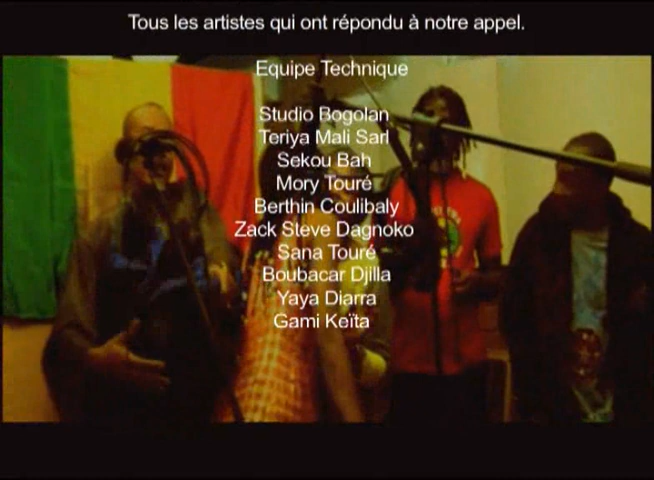 Tous les artistes qui ont répondu à notre appel.
Equipe Technique
Studio Bogolan
Teriya Mali Sarl
Sekou Bah
Mory Touré
Berthin Coulibaly
Zack Steve Dagnoko
Sana Touré
Boubacar Djilla
Yaya Diarra
Gami Keïta